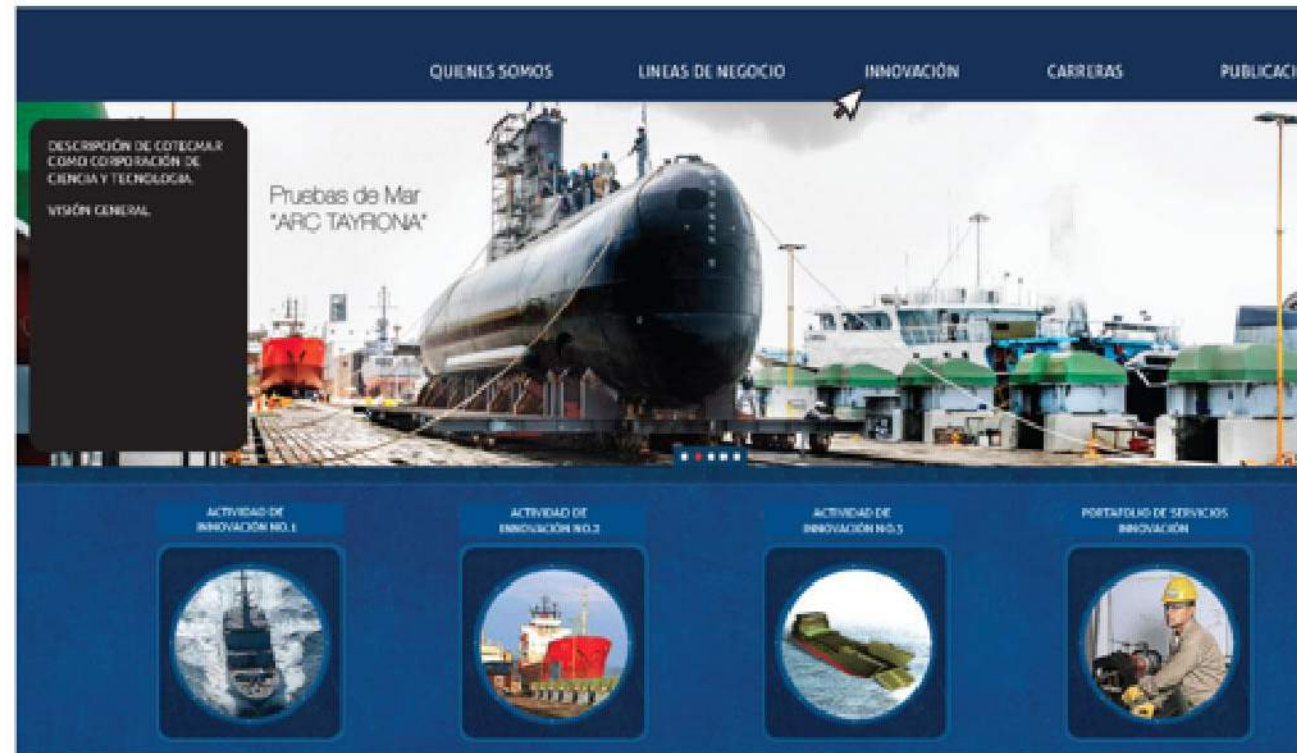 QUIENES SOMOS
LINEAS DE NEGOCIO
INNOVACIÓN
CARRERAS
PUBLICACI
DESCRIPCIÓN DE COTECMAR
COMO CORPORACIÓN DE
CIENCIA Y TECNOLOGIA.
VISIÓN GENERAL
Pruebas de Mar
"ARC TAYRONA"
ACTIVIDAD DE
INNOVACIÓN NO.1
ACTIVIDAD DE
INNOVACIÓN NO.2
ACTIVIDAD DE
INNOVACIÓN NO.3
PORTAFOLIO DE SERVICIOS
INNOVACIÓN